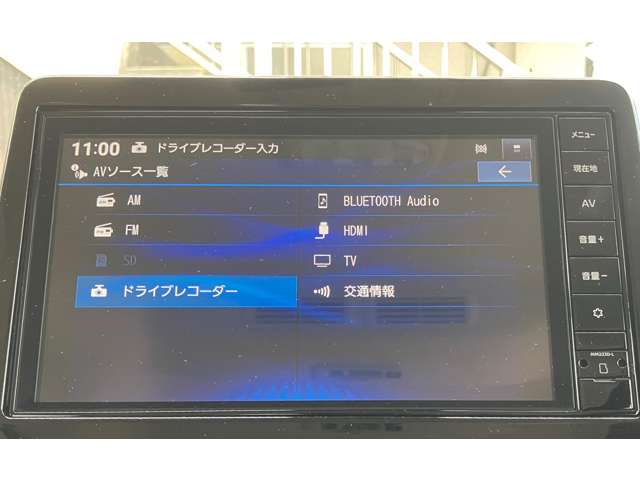 11:00 ドライブレコーダー入力
AVソース一覧
AM
BLUETOOTH Audio
FM
HDMI
SD
TV
ドライブレコーダー
交通情報
メニュー
現在地
AV
音量+
音量-
MM223D-L